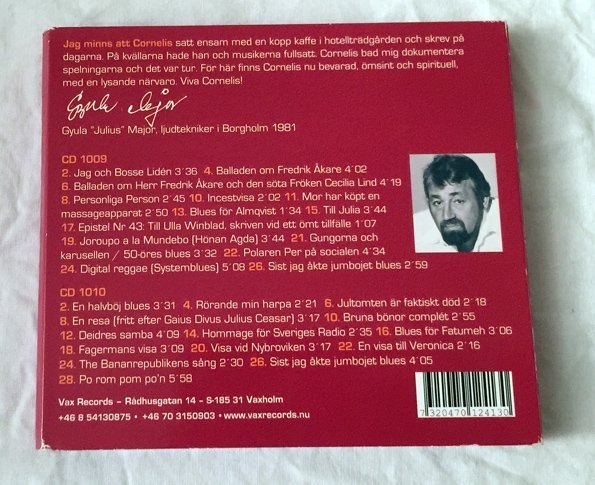 Jag minns att Cornelis satt ensam med en kopp kaffe i hotellträdgården och skrev på
dagarna. På kvällarna hade han och musikerna fullsatt. Cornelis bad mig dokumentera
spelningarna och det var tur. För här finns Cornelis nu bevarad, ömsint och spirituell,
med en lysande närvaro. Viva Cornelis!
Gyula Major
Gyula "Julius" Major, ljudtekniker i Borgholm 1981
CD 1009
2. Jag och Bosse Lidén 3´36 4. Balladen om Fredrik Åkare 4´02
6. Balladen om Herr Fredrik Åkare och den söta Fröken Cecilia Lind 4´19
8. Personliga Person 2´45 10. Incestvisa 2´02 11. Mor har köpt en
massageapparat 2´50 13. Blues för Almqvist 1´34 15. Till Julia 3´44
17. Epistel Nr 43: Till Ulla Winblad, skriven vid ett ömt tillfälle 1´07
19. Joroupo a la Mundebo (Hönan Agda) 3´44 21. Gungorna och
karusellen / 50-öres blues 3´32 22. Polaren Per på socialen 4´34
24. Digital reggae (Systemblues) 5´08 26. Sist jag åkte jumbojet blues 2´59
CD 1010
2. En halvböj blues 3´31 4. Rörande min harpa 2´21 6. Jultomten är faktiskt död 2´18
8. En resa (fritt efter Gaius Divus Julius Ceasar) 3´17 10. Bruna bönor complét 2´55
12. Deidres samba 4´09 14. Hommage för Sveriges Radio 2´35 16. Blues för Fatumeh 3´06
18. Fagermans visa 3´09 20. Visa vid Nybroviken 3´17 22. En visa till Veronica 2´16
24. The Bananrepublikens sång 2´30 26. Sist jag åkte jumbojet blues 4´05
28. Po rom pom po'n 5´58
Vax Records – Rådhusgatan 14 – S-185 31 Vaxholm
+46 8 54130875 • +46 70 3150903 • www.vaxrecords.nu
7 320470 124130